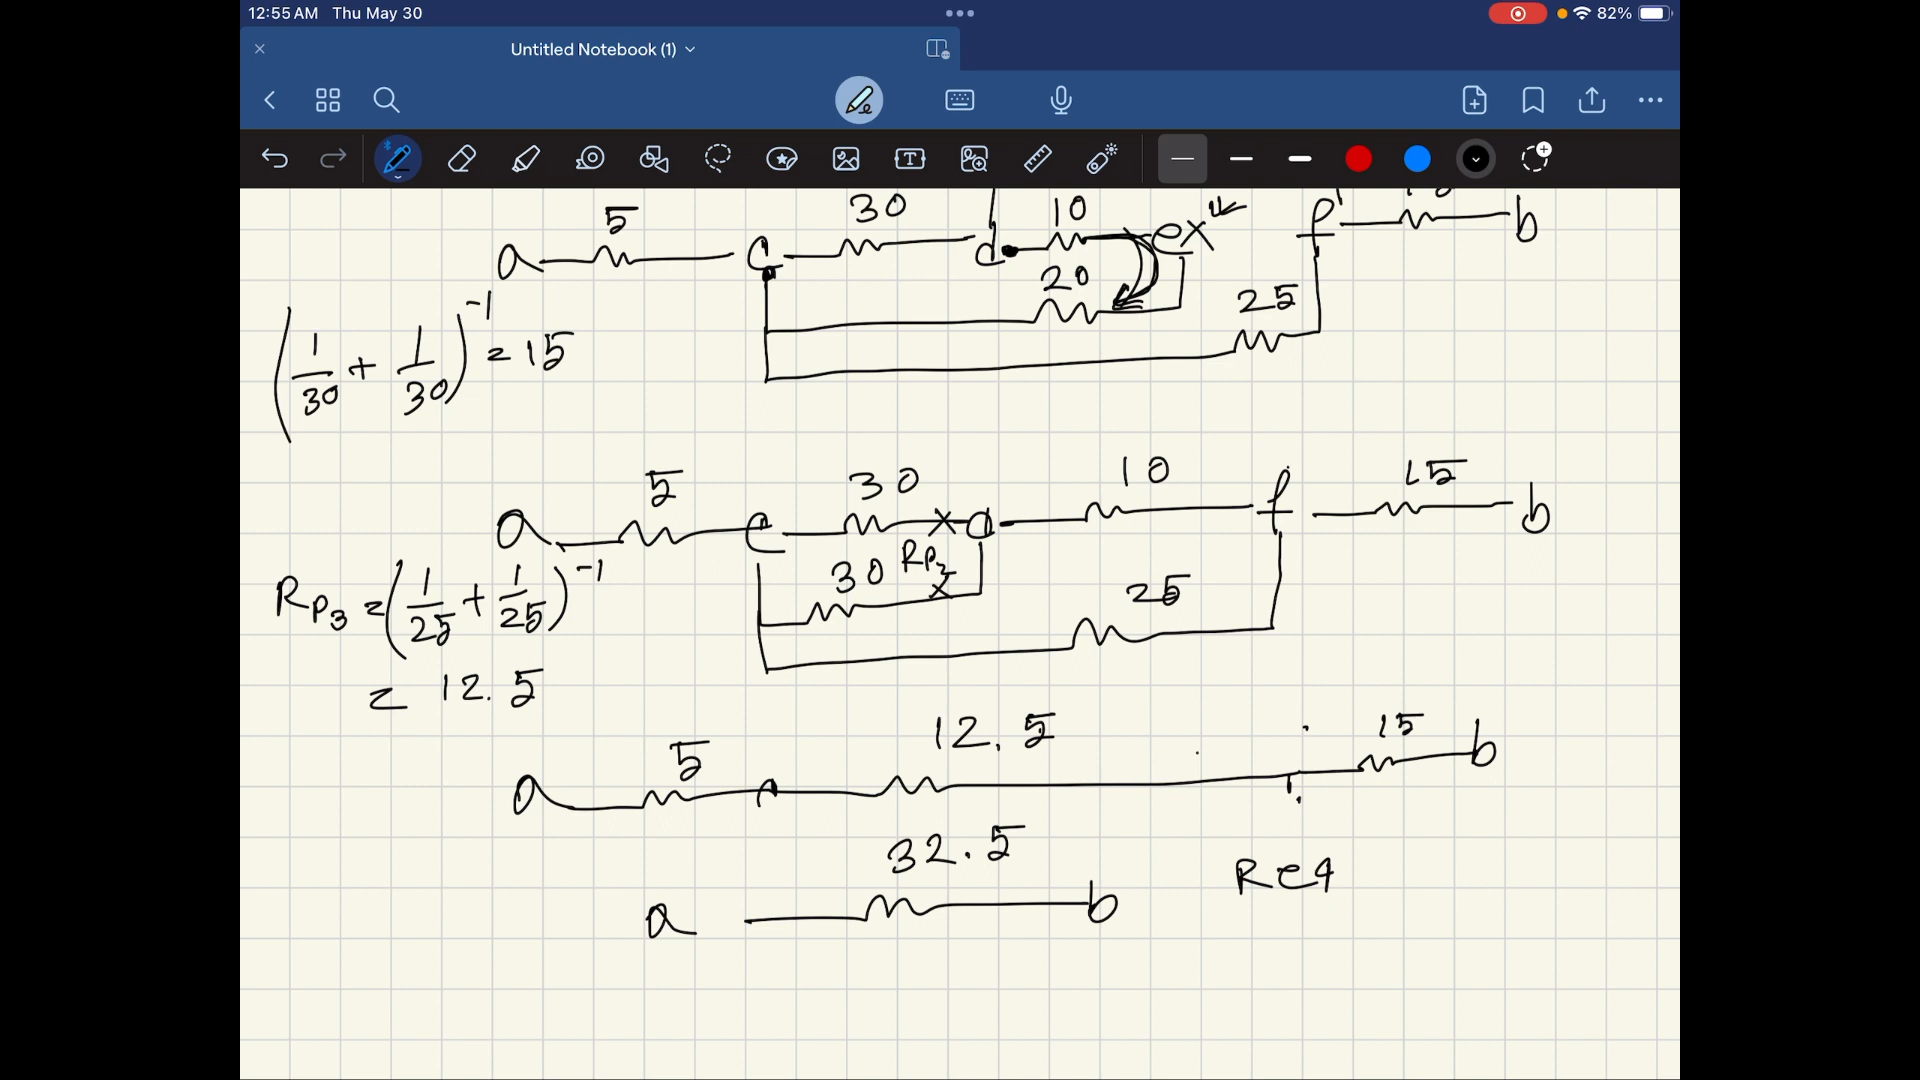 12:55 AM Thu May 30
82%
Untitled Notebook (1)
5 30 10
a c d ex f b
20
25
(1/30 + 1/30)^-1 = 15
5 30 10 15
a c d f b
30 Rp2
25
Rp3 = (1/25 + 1/25)^-1
= 12.5
5 12.5 15
a b
32.5
a b
Req